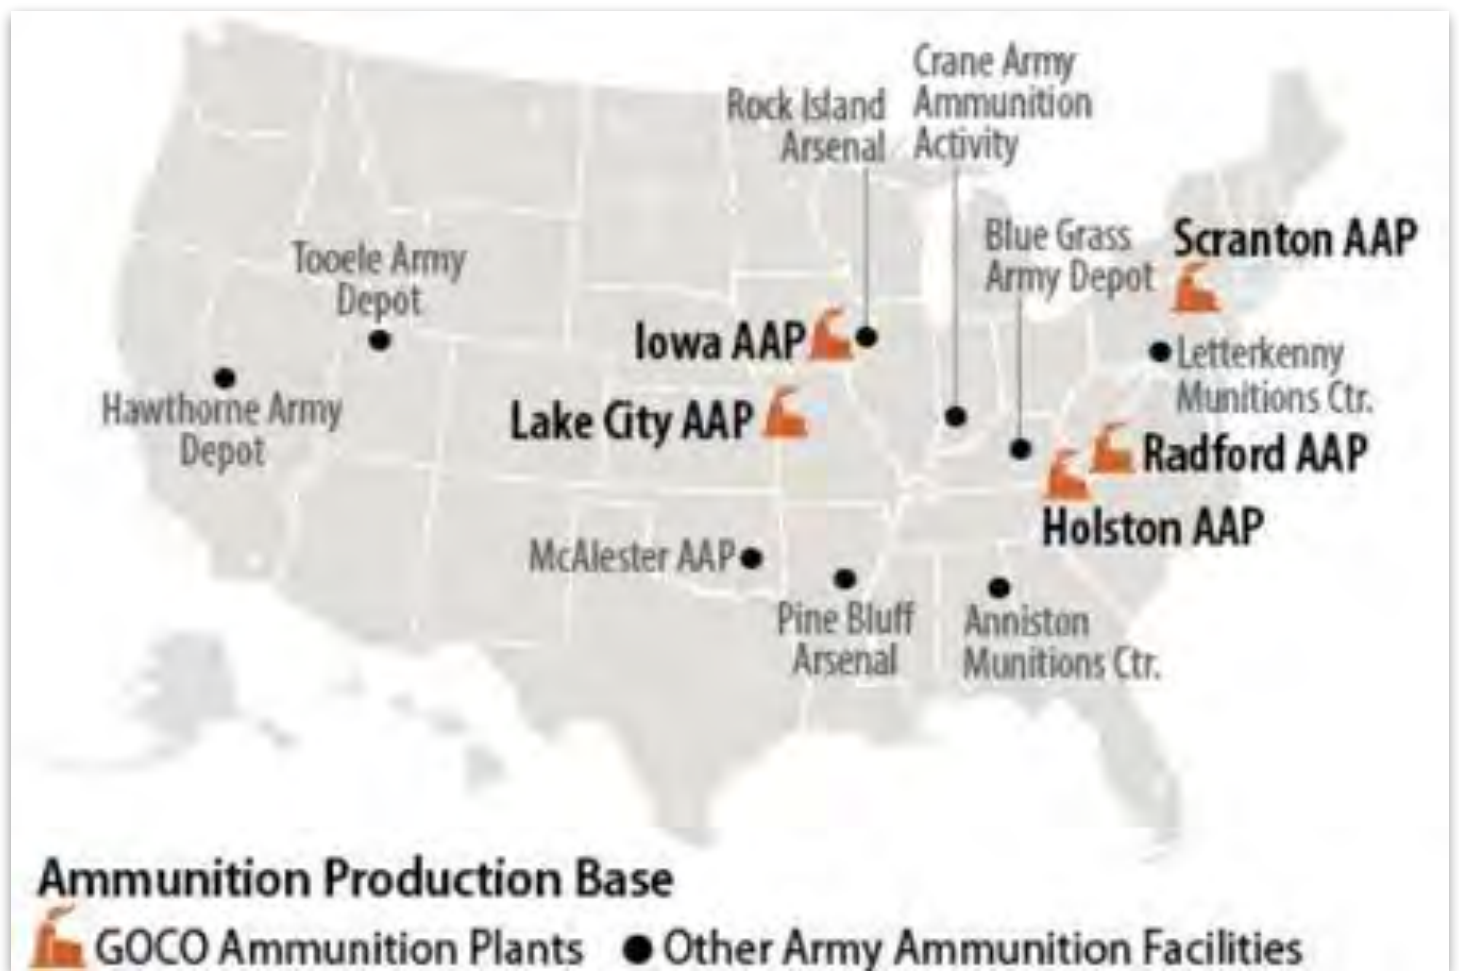 Crane Army
Ammunition
Activity
Rock Island
Arsenal
Blue Grass
Army Depot
Scranton AAP
Tooele Army
Depot
Iowa AAP
Letterkenny
Munitions Ctr.
Hawthorne Army
Depot
Lake City AAP
Radford AAP
Holston AAP
McAlester AAP
Pine Bluff
Arsenal
Anniston
Munitions Ctr.
Ammunition Production Base
GOCO Ammunition Plants
Other Army Ammunition Facilities